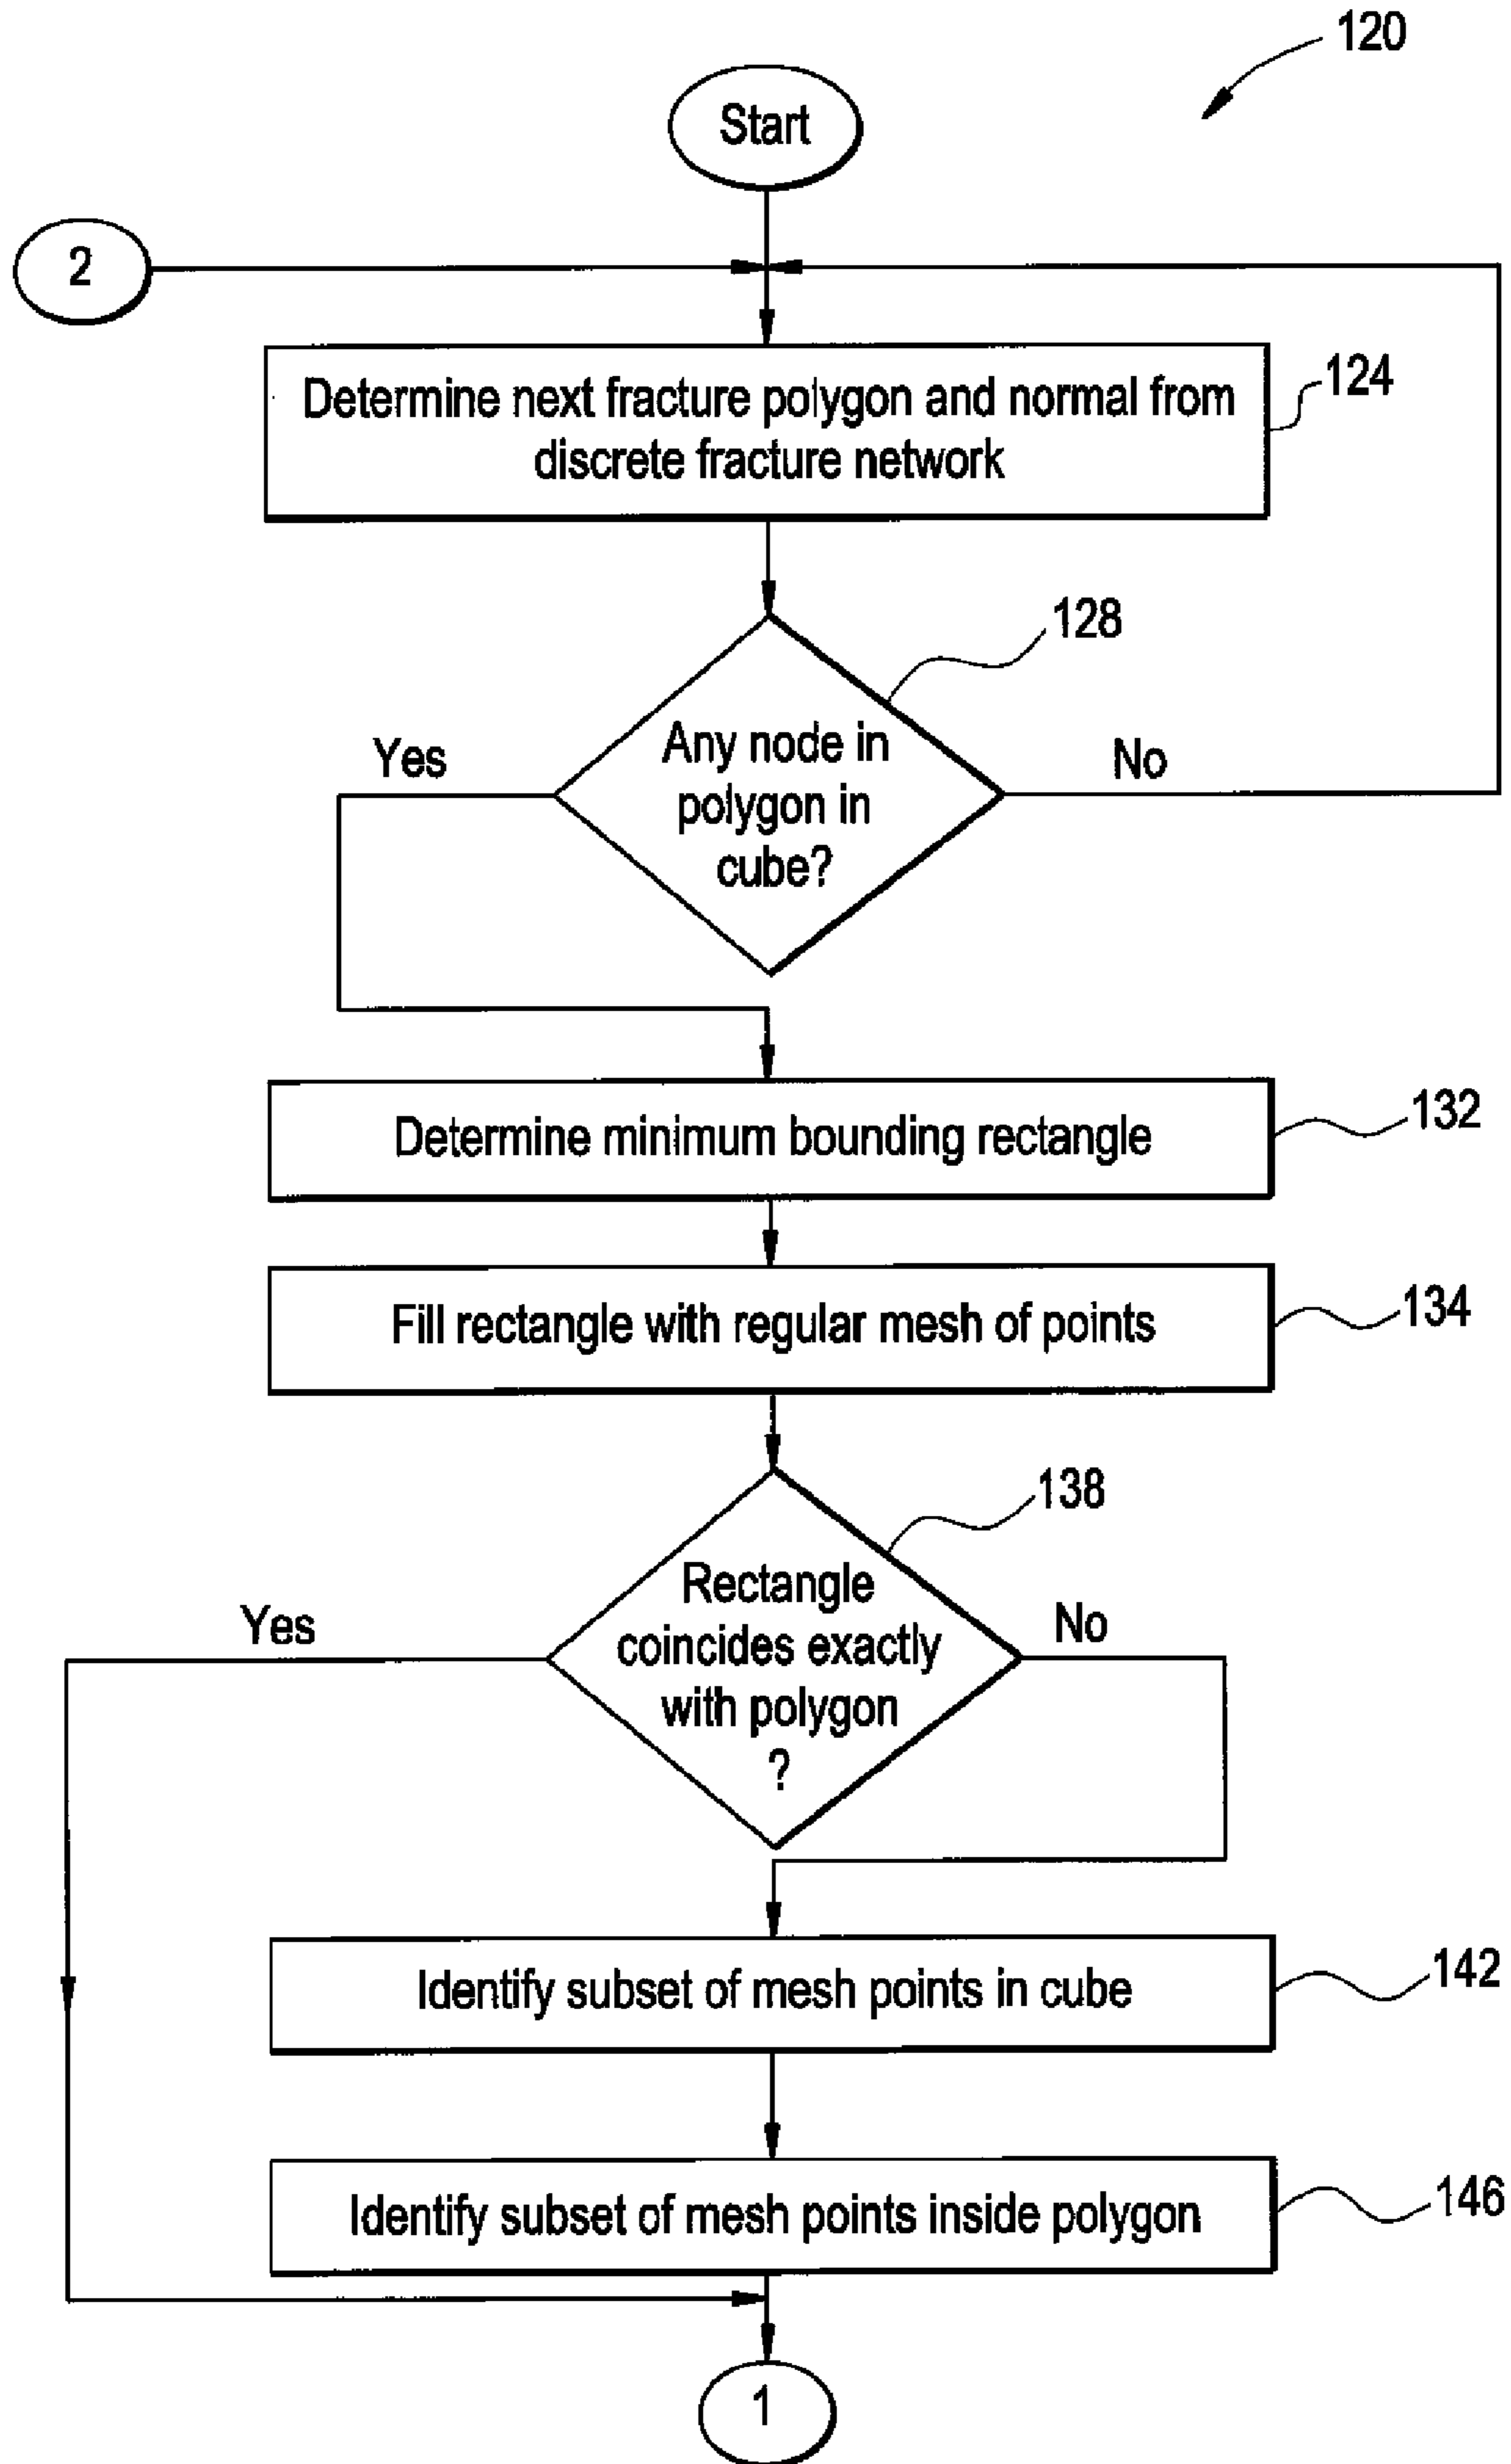 120
Start
2
Determine next fracture polygon and normal from
discrete fracture network
124
128
Any node in
polygon in
cube?
Yes
No
Determine minimum bounding rectangle
132
Fill rectangle with regular mesh of points
134
138
Rectangle
coincides exactly
with polygon
?
Yes
No
Identify subset of mesh points in cube
142
Identify subset of mesh points inside polygon
146
1